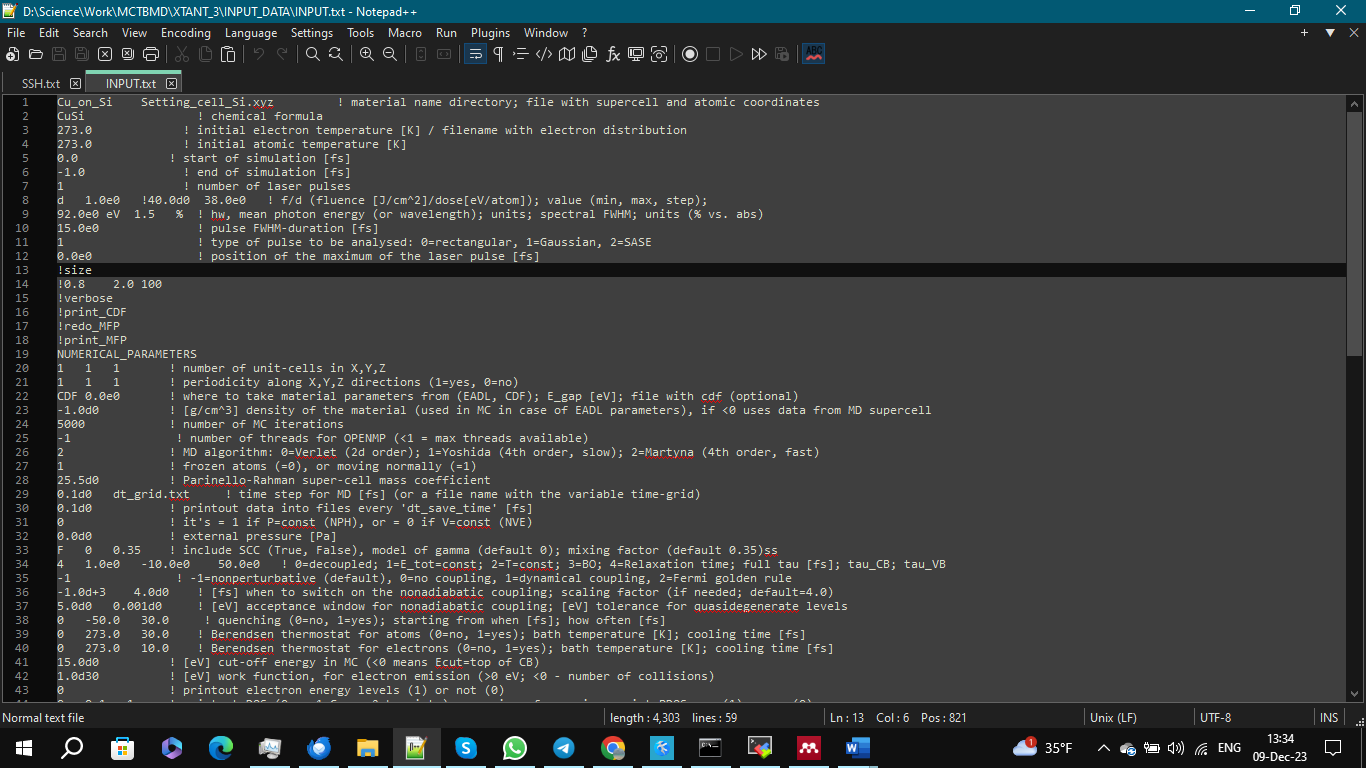 D:\Science\Work\MCTBMD\XTANT_3\INPUT_DATA\INPUT.txt - Notepad++
File Edit Search View Encoding Language Settings Tools Macro Run Plugins Window ?
SSH.txt INPUT.txt
1 Cu_on_Si Setting_cell_Si.xyz ! material name directory; file with supercell and atomic coordinates
2 CuSi ! chemical formula
3 273.0 ! initial electron temperature [K] / filename with electron distribution
4 273.0 ! initial atomic temperature [K]
5 0.0 ! start of simulation [fs]
6 -1.0 ! end of simulation [fs]
7 1 ! number of laser pulses
8 d 1.0e0 !40.0d0 38.0e0 ! f/d (fluence [J/cm^2]/dose[eV/atom]); value (min, max, step);
9 92.0e0 eV 1.5 % ! hw, mean photon energy (or wavelength); units; spectral FWHM; units (% vs. abs)
10 15.0e0 ! pulse FWHM-duration [fs]
11 1 ! type of pulse to be analysed: 0=rectangular, 1=Gaussian, 2=SASE
12 0.0e0 ! position of the maximum of the laser pulse [fs]
13 !size
14 !0.8 2.0 100
15 !verbose
16 !print_CDF
17 !redo_MFP
18 !print_MFP
19 NUMERICAL_PARAMETERS
20 1 1 1 ! number of unit-cells in X,Y,Z
21 1 1 1 ! periodicity along X,Y,Z directions (1=yes, 0=no)
22 CDF 0.0e0 ! where to take material parameters from (EADL, CDF); E_gap [eV]; file with cdf (optional)
23 -1.0d0 ! [g/cm^3] density of the material (used in MC in case of EADL parameters), if <0 uses data from MD supercell
24 5000 ! number of MC iterations
25 -1 ! number of threads for OPENMP (<1 = max threads available)
26 2 ! MD algorithm: 0=Verlet (2d order); 1=Yoshida (4th order, slow); 2=Martyna (4th order, fast)
27 1 ! frozen atoms (=0), or moving normally (=1)
28 25.5d0 ! Parinello-Rahman super-cell mass coefficient
29 0.1d0 dt_grid.txt ! time step for MD [fs] (or a file name with the variable time-grid)
30 0.1d0 ! printout data into files every 'dt_save_time' [fs]
31 0 ! it's = 1 if P=const (NPH), or = 0 if V=const (NVE)
32 0.0d0 ! external pressure [Pa]
33 F 0 0.35 ! include SCC (True, False), model of gamma (default 0); mixing factor (default 0.35)ss
34 4 1.0e0 -10.0e0 50.0e0 ! 0=decoupled; 1=E_tot=const; 2=T=const; 3=BO; 4=Relaxation time; full tau [fs]; tau_CB; tau_VB
35 -1 ! -1=nonperturbative (default), 0=no coupling, 1=dynamical coupling, 2=Fermi golden rule
36 -1.0d+3 4.0d0 ! [fs] when to switch on the nonadiabatic coupling; scaling factor (if needed; default=4.0)
37 5.0d0 0.001d0 ! [eV] acceptance window for nonadiabatic coupling; [eV] tolerance for quasidegenerate levels
38 0 -50.0 30.0 ! quenching (0=no, 1=yes); starting from when [fs]; how often [fs]
39 0 273.0 30.0 ! Berendsen thermostat for atoms (0=no, 1=yes); bath temperature [K]; cooling time [fs]
40 0 273.0 10.0 ! Berendsen thermostat for electrons (0=no, 1=yes); bath temperature [K]; cooling time [fs]
41 15.0d0 ! [eV] cut-off energy in MC (<0 means Ecut=top of CB)
42 1.0d30 ! [eV] work function, for electron emission (>0 eV; <0 - number of collisions)
43 0 ! printout electron energy levels (1) or not (0)
Normal text file length : 4,303 lines : 59 Ln : 13 Col : 6 Pos : 821 Unix (LF) UTF-8 INS
35°F ENG 13:34
09-Dec-23